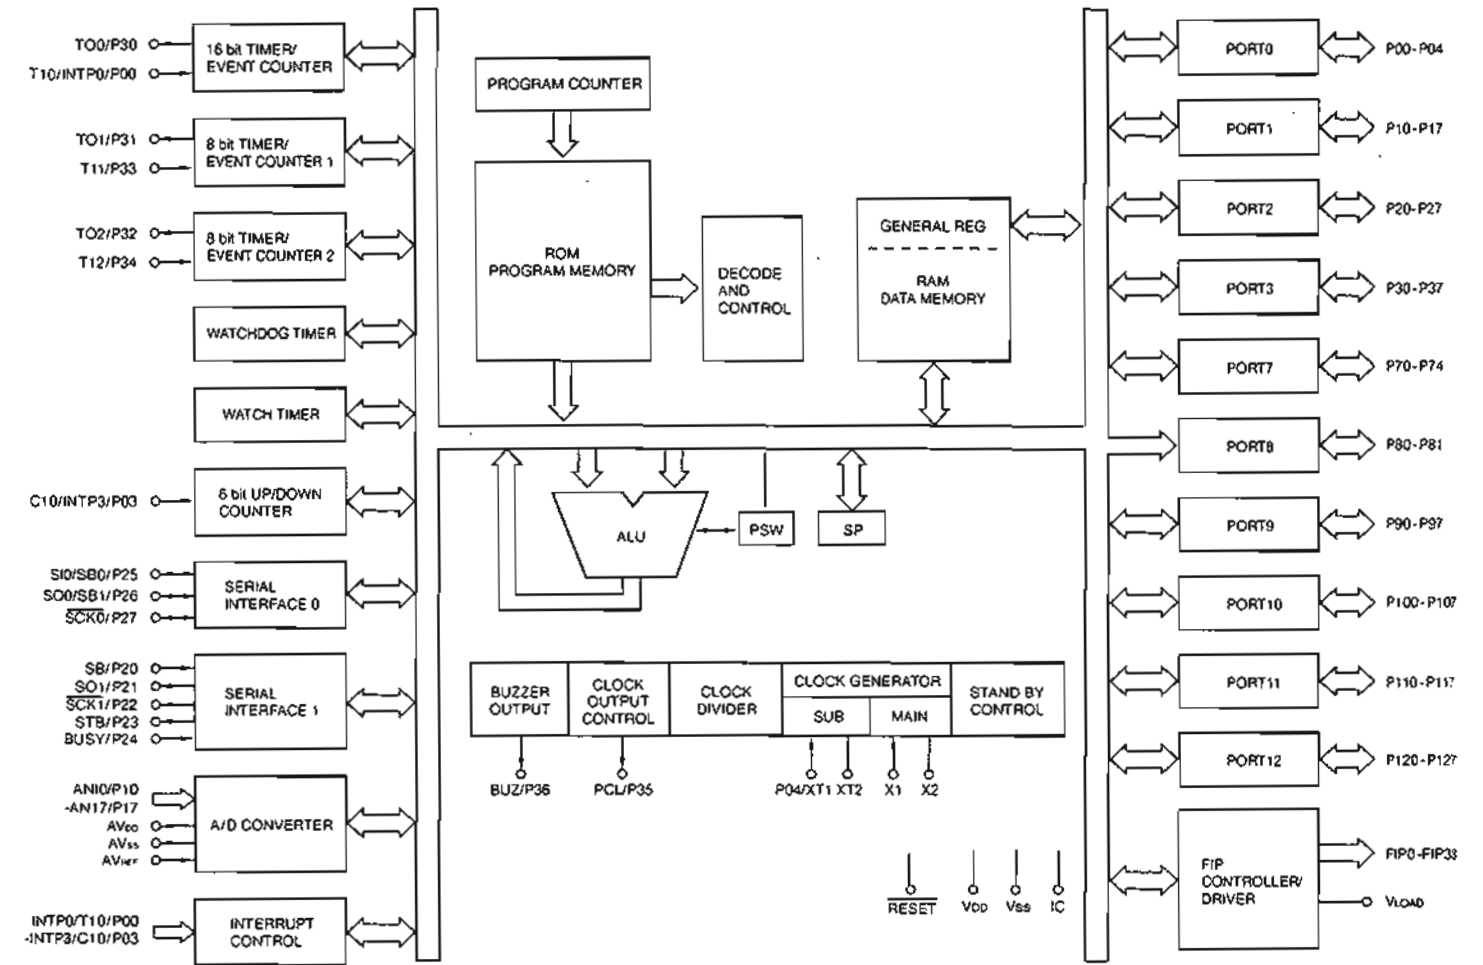 TO0/P30
T10/INTP0/P00
16 bit TIMER/
EVENT COUNTER
TO1/P31
T11/P33
8 bit TIMER/
EVENT COUNTER 1
TO2/P32
T12/P34
8 bit TIMER/
EVENT COUNTER 2
WATCHDOG TIMER
WATCH TIMER
C10/INTP3/P03
6 bit UP/DOWN
COUNTER
SI0/SB0/P25
SO0/SB1/P26
SCK0/P27
SERIAL
INTERFACE 0
SB/P20
SO1/P21
SCK1/P22
STB/P23
BUSY/P24
SERIAL
INTERFACE 1
ANI0/P10
-AN17/P17
AVDD
AVSS
AVREF
A/D CONVERTER
INTP0/T10/P00
-INTP3/C10/P03
INTERRUPT
CONTROL
PROGRAM COUNTER
ROM
PROGRAM MEMORY
DECODE
AND
CONTROL
GENERAL REG
RAM
DATA MEMORY
ALU
PSW
SP
BUZZER
OUTPUT
CLOCK
OUTPUT
CONTROL
CLOCK
DIVIDER
CLOCK GENERATOR
SUB
MAIN
STAND BY
CONTROL
BUZ/P36
PCL/P35
P04/XT1
XT2
X1
X2
RESET
VDD
VSS
IC
PORT0
P00-P04
PORT1
P10-P17
PORT2
P20-P27
PORT3
P30-P37
PORT7
P70-P74
PORT8
P80-P81
PORT9
P90-P97
PORT10
P100-P107
PORT11
P110-P117
PORT12
P120-P127
FIP
CONTROLLER/
DRIVER
FIP0-FIP33
VLOAD